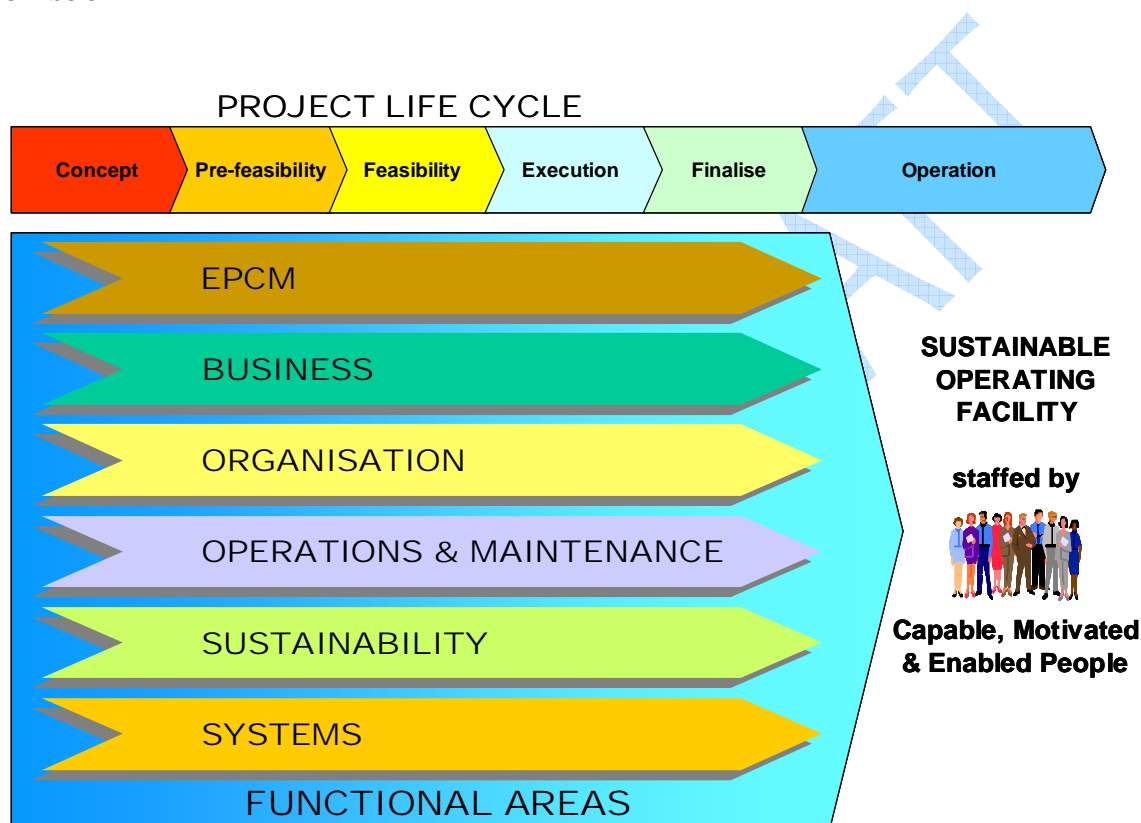 PROJECT LIFE CYCLE
Concept
Pre-feasibility
Feasibility
Execution
Finalise
Operation
EPCM
BUSINESS
ORGANISATION
OPERATIONS & MAINTENANCE
SUSTAINABILITY
SYSTEMS
FUNCTIONAL AREAS
SUSTAINABLE
OPERATING
FACILITY
staffed by
Capable, Motivated
& Enabled People